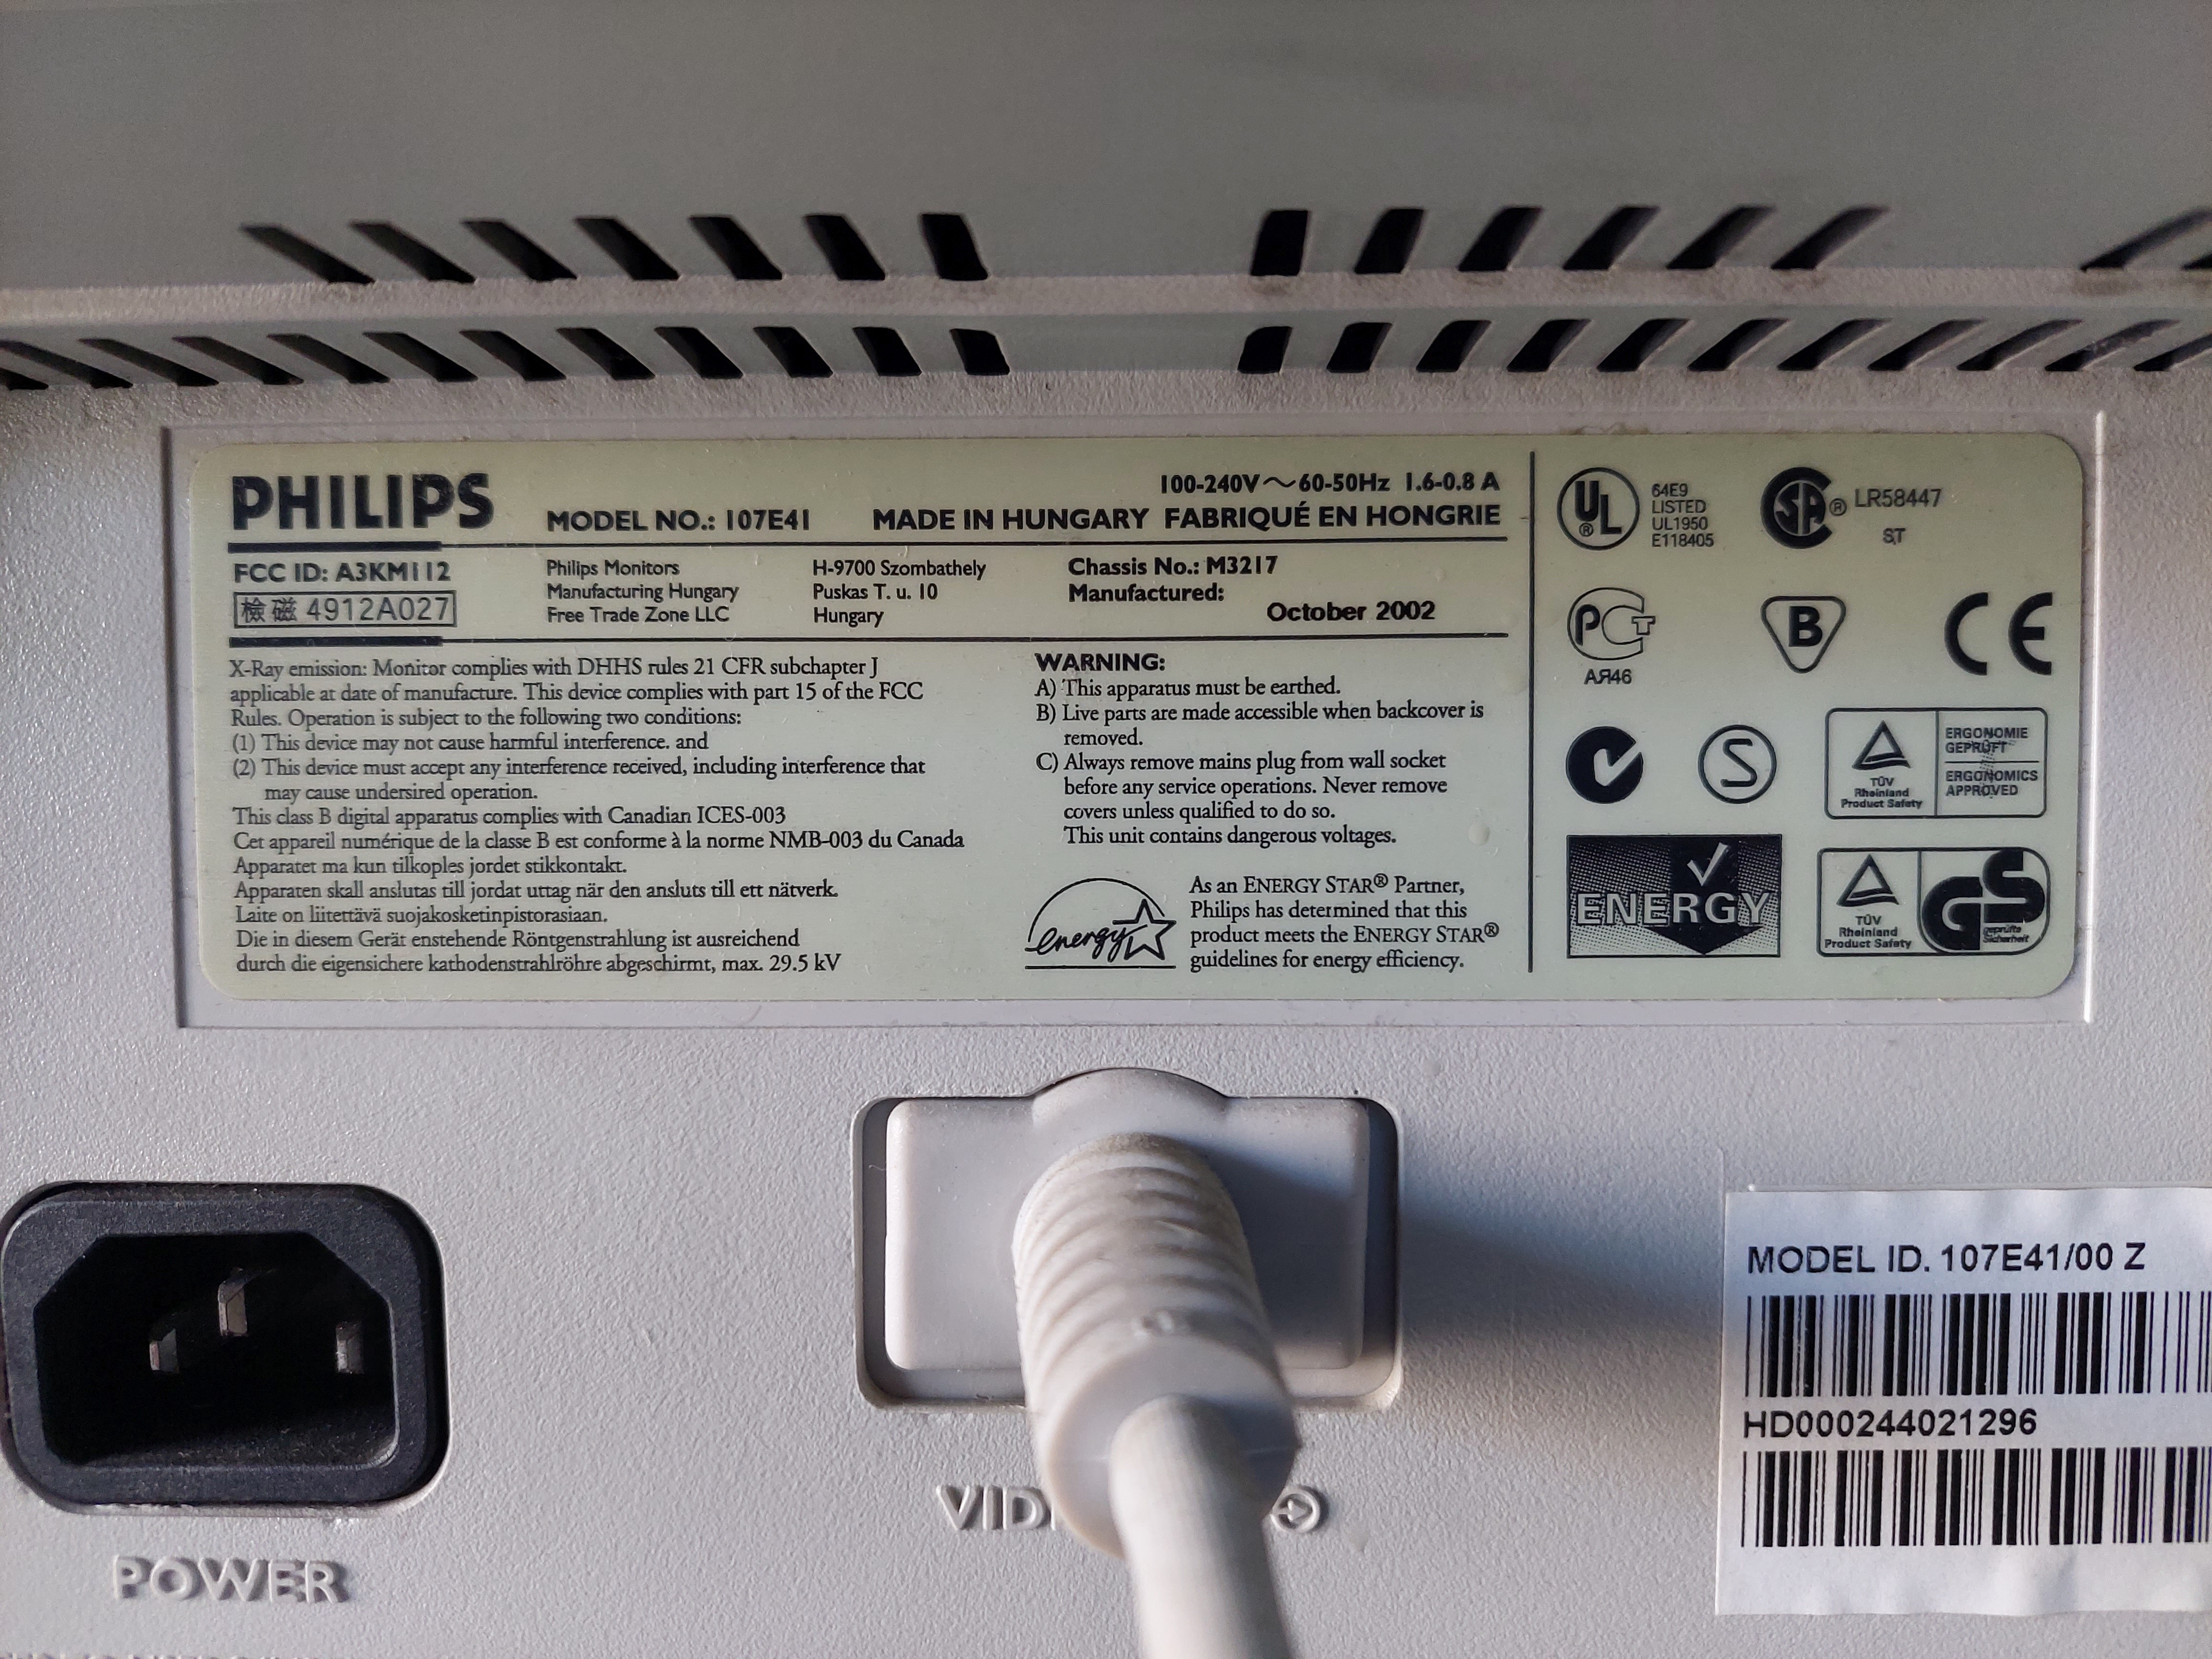 PHILIPS
MODEL NO.: 107E41
100-240V～60-50Hz 1.6-0.8 A
MADE IN HUNGARY FABRIQUÉ EN HONGRIE
FCC ID: A3KM112
檢磁 4912A027
Philips Monitors
Manufacturing Hungary
Free Trade Zone LLC
H-9700 Szombathely
Puskas T. u. 10
Hungary
Chassis No.: M3217
Manufactured:
October 2002
X-Ray emission: Monitor complies with DHHS rules 21 CFR subchapter J
applicable at date of manufacture. This device complies with part 15 of the FCC
Rules. Operation is subject to the following two conditions:
(1) This device may not cause harmful interference. and
(2) This device must accept any interference received, including interference that
may cause undersired operation.
This class B digital apparatus complies with Canadian ICES-003
Cet appareil numérique de la classe B est conforme à la norme NMB-003 du Canada
Apparatet ma kun tilkoples jordet stikkontakt.
Apparaten skall anslutas till jordat uttag när den ansluts till ett nätverk.
Laite on liitettävä suojakosketinpistorasiaan.
Die in diesem Gerät enstehende Röntgenstrahlung ist ausreichend
durch die eigensichere kathodenstrahlröhre abgeschirmt, max. 29.5 kV
WARNING:
A) This apparatus must be earthed.
B) Live parts are made accessible when backcover is
removed.
C) Always remove mains plug from wall socket
before any service operations. Never remove
covers unless qualified to do so.
This unit contains dangerous voltages.
energy
As an ENERGY STAR® Partner,
Philips has determined that this
product meets the ENERGY STAR®
guidelines for energy efficiency.
UL ®
64E9
LISTED
UL1950
E118405
SA ®
LR58447
ST
РСТ
АЯ46
B
CE
S
TÜV
Rheinland
Product Safety
ERGONOMIE
GEPRÜFT
ERGONOMICS
APPROVED
ENERGY
TÜV
Rheinland
Product Safety
GS
geprüfte
Sicherheit
POWER
VID
MODEL ID. 107E41/00 Z
HD000244021296